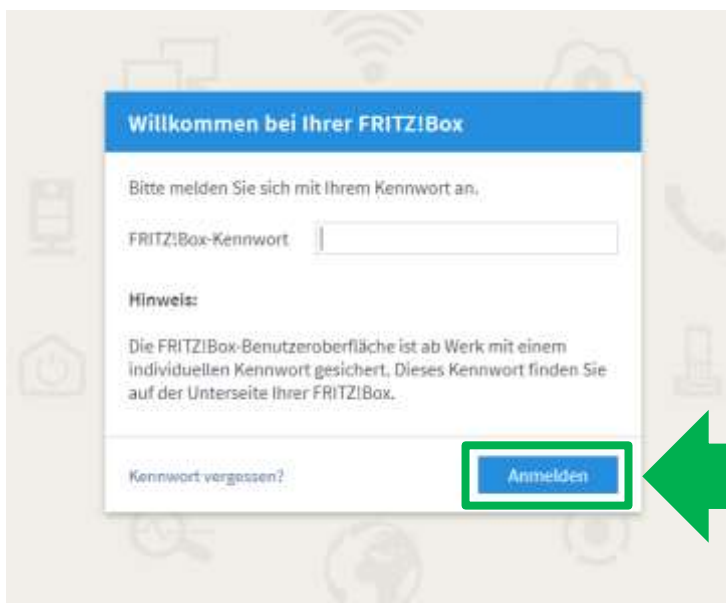 Willkommen bei Ihrer FRITZ!Box
Bitte melden Sie sich mit Ihrem Kennwort an.
FRITZ!Box-Kennwort
Hinweis:
Die FRITZ!Box-Benutzeroberfläche ist ab Werk mit einem
individuellen Kennwort gesichert. Dieses Kennwort finden Sie
auf der Unterseite Ihrer FRITZ!Box.
Kennwort vergessen?
Anmelden